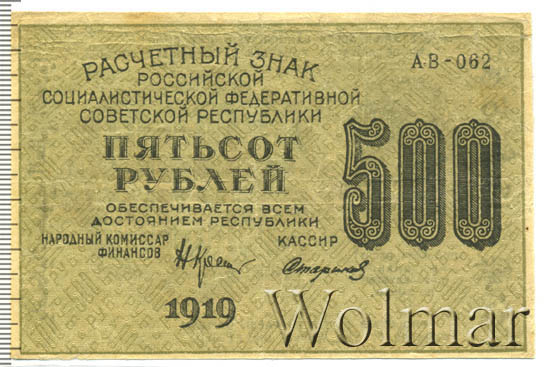 РАСЧЕТНЫЙ ЗНАК
РОССИЙСКОЙ
СОЦИАЛИСТИЧЕСКОЙ ФЕДЕРАТИВНОЙ
СОВЕТСКОЙ РЕСПУБЛИКИ
АВ-062
ПЯТЬСОТ
РУБЛЕЙ
500
ОБЕСПЕЧИВАЕТСЯ ВСЕМ
ДОСТОЯНИЕМ РЕСПУБЛИКИ
НАРОДНЫЙ КОМИССАР
ФИНАНСОВ
КАССИР
1919
Wolmar